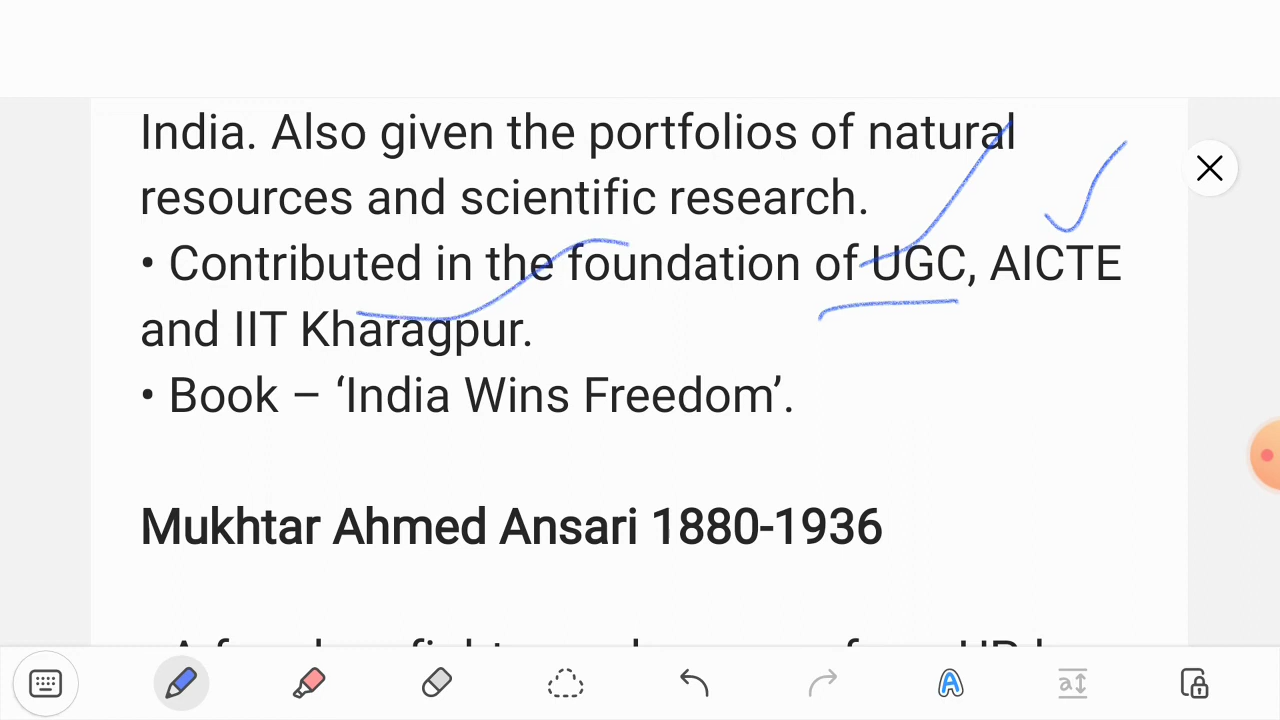 India. Also given the portfolios of natural
resources and scientific research.
• Contributed in the foundation of UGC, AICTE
and IIT Kharagpur.
• Book – ‘India Wins Freedom’.
Mukhtar Ahmed Ansari 1880-1936